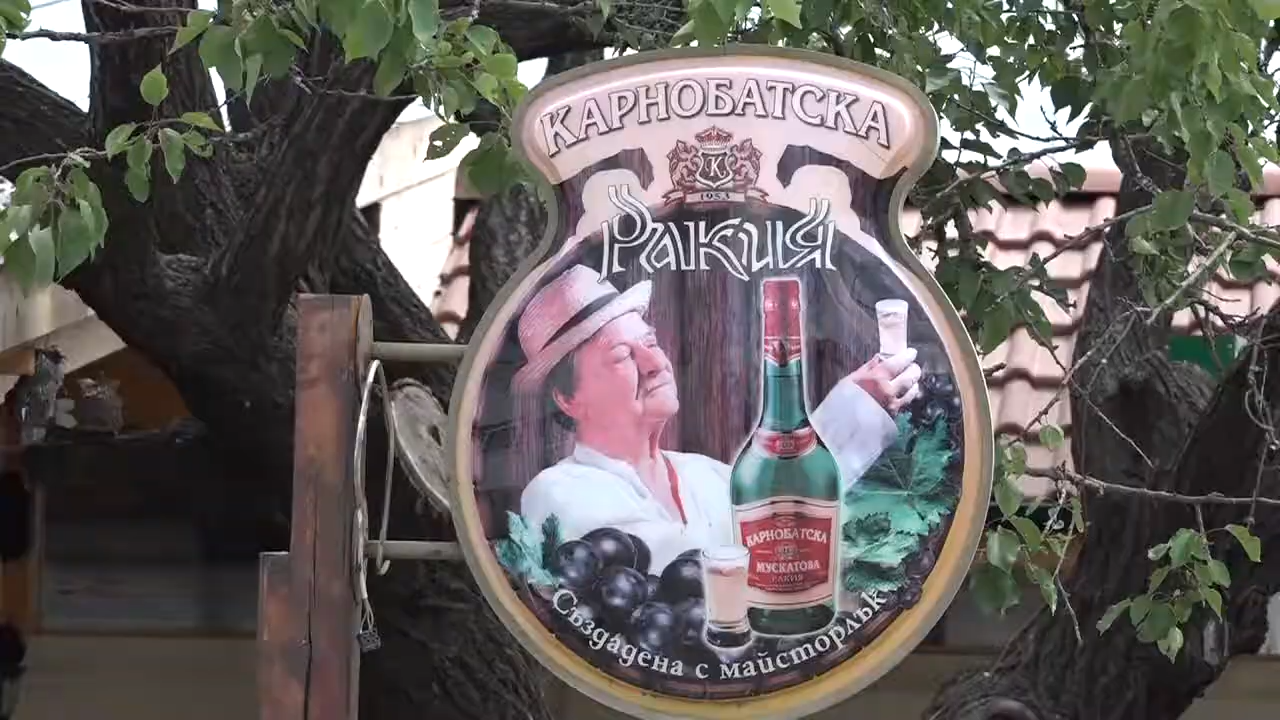 КАРНОБАТСКА
K
1953
Ракия
КАРНОБАТСКА
МУСКАТОВА
РАКИЯ
Създадена с майсторлък